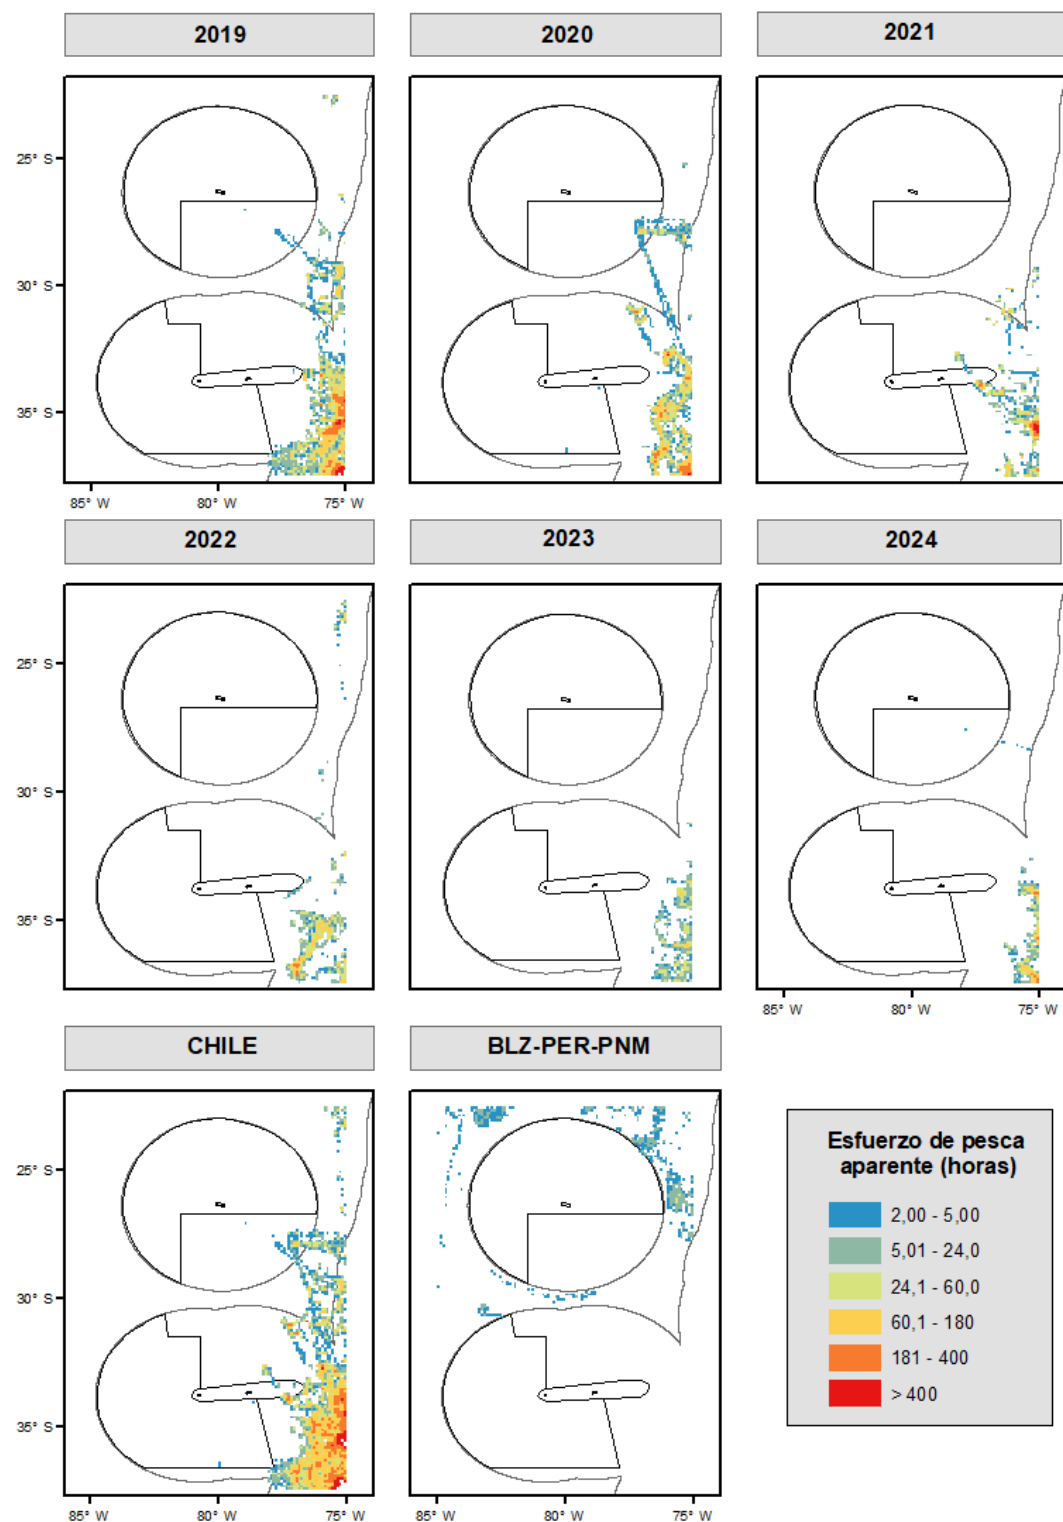 2019
2020
2021
25° S
30° S
35° S
85° W
80° W
75° W
2022
2023
2024
25° S
30° S
35° S
85° W
80° W
75° W
CHILE
BLZ-PER-PNM
25° S
30° S
35° S
85° W
80° W
75° W
85° W
80° W
75° W
Esfuerzo de pesca
aparente (horas)
2,00 - 5,00
5,01 - 24,0
24,1 - 60,0
60,1 - 180
181 - 400
> 400